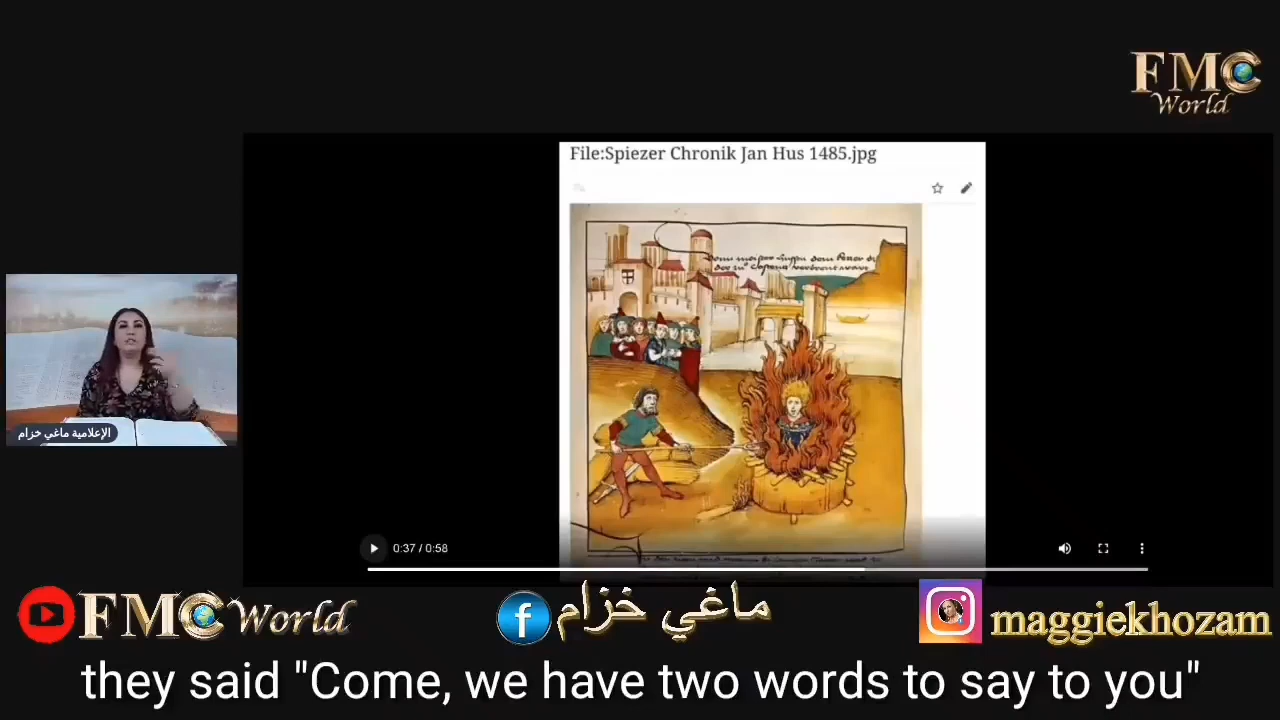 FMC
World
File:Spiezer Chronik Jan Hus 1485.jpg
الإعلامية ماغي خزام
0:37 / 0:58
FMC World
ماغي خزام
maggiekhozam
they said "Come, we have two words to say to you"